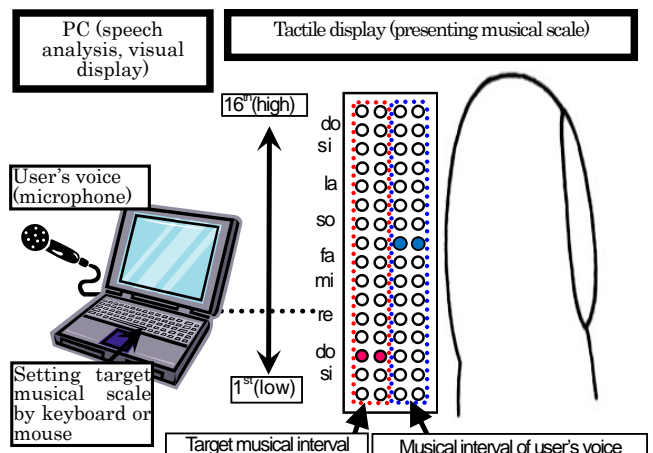 PC (speech
analysis, visual
display)
Tactile display (presenting musical scale)
16th(high)
do
si
la
so
fa
mi
re
do
si
1st(low)
User's voice
(microphone)
Setting target
musical scale
by keyboard or
mouse
Target musical interval
Musical interval of user's voice